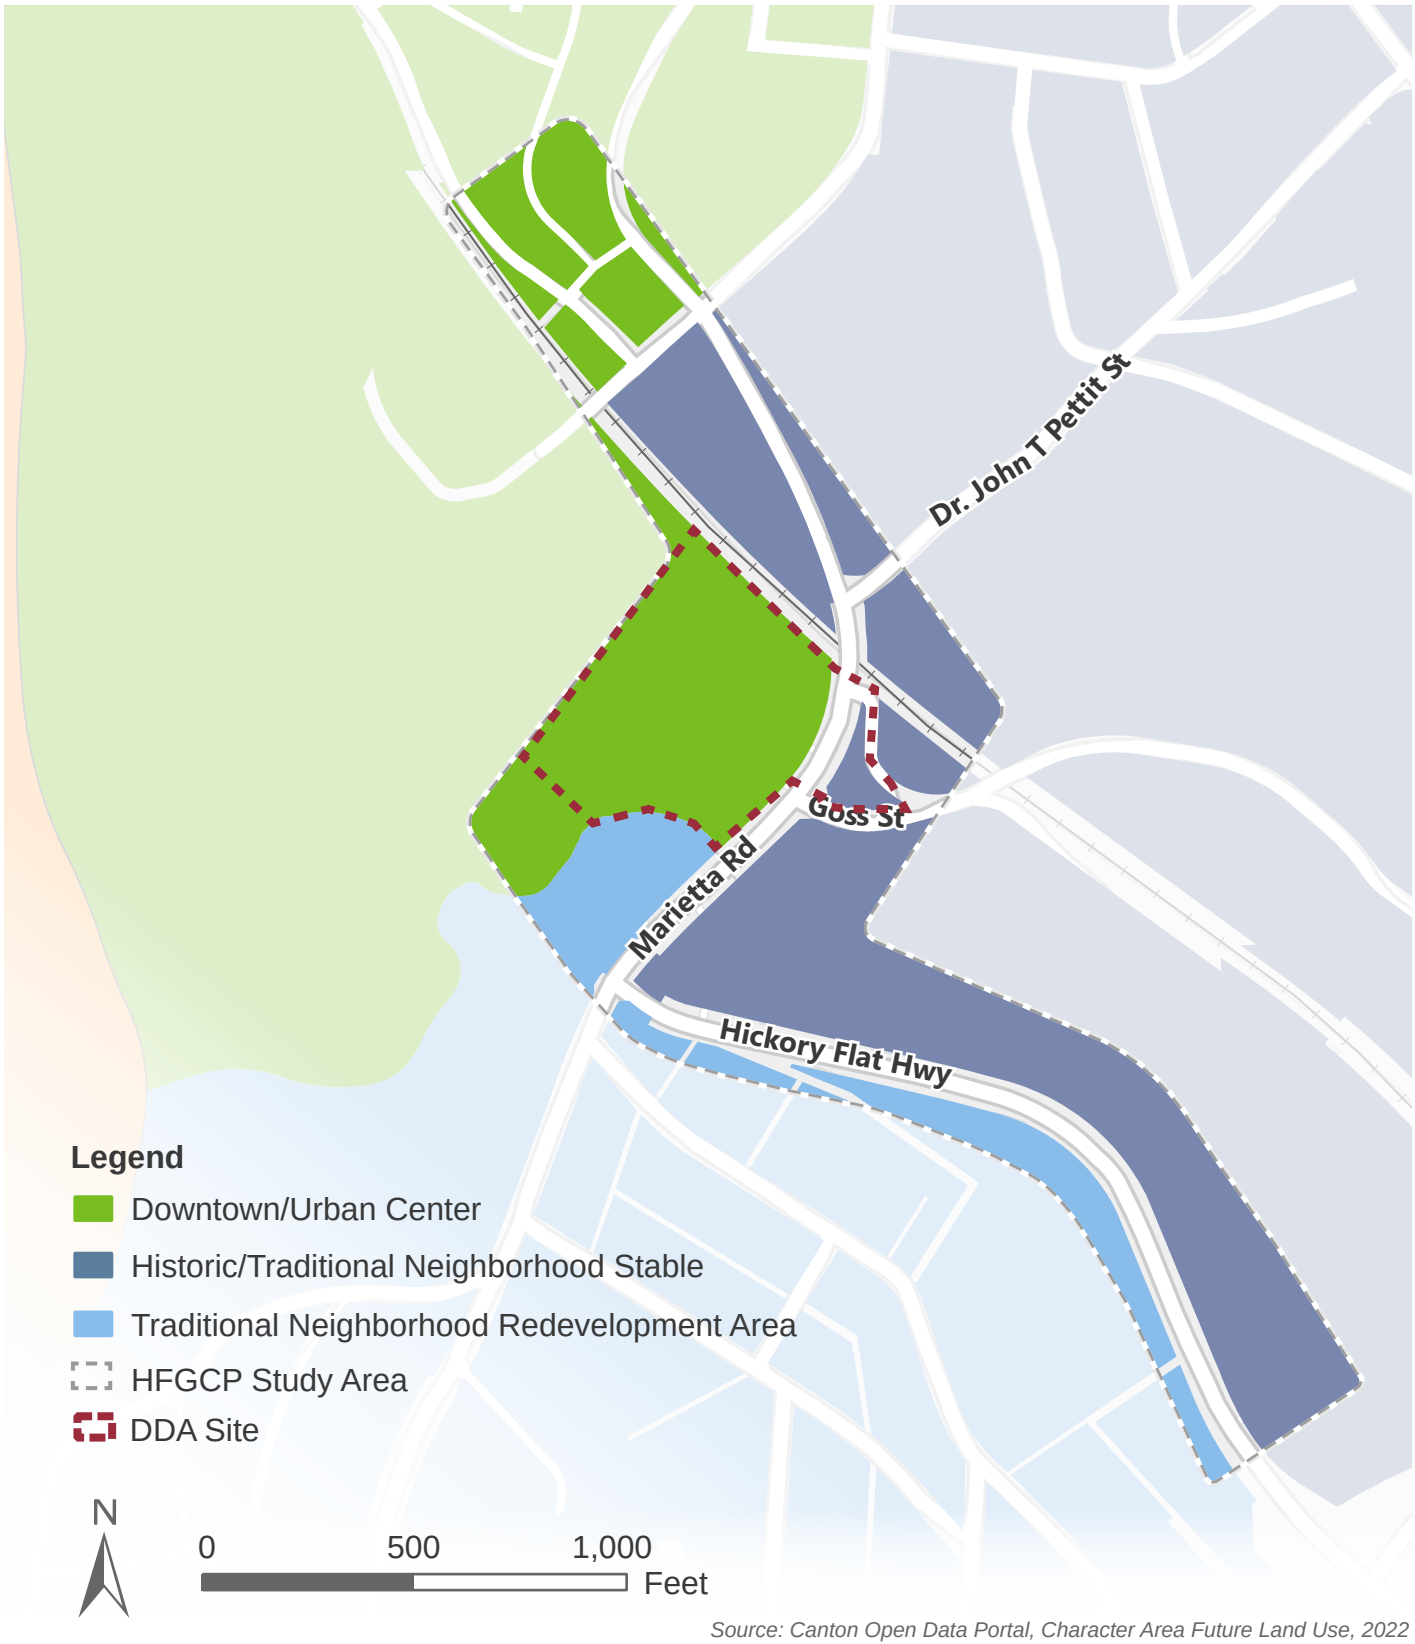 Dr. John T Pettit St
Goss St
Marietta Rd
Hickory Flat Hwy
Legend
Downtown/Urban Center
Historic/Traditional Neighborhood Stable
Traditional Neighborhood Redevelopment Area
HFGCP Study Area
DDA Site
N
0 500 1,000
Feet
Source: Canton Open Data Portal, Character Area Future Land Use, 2022